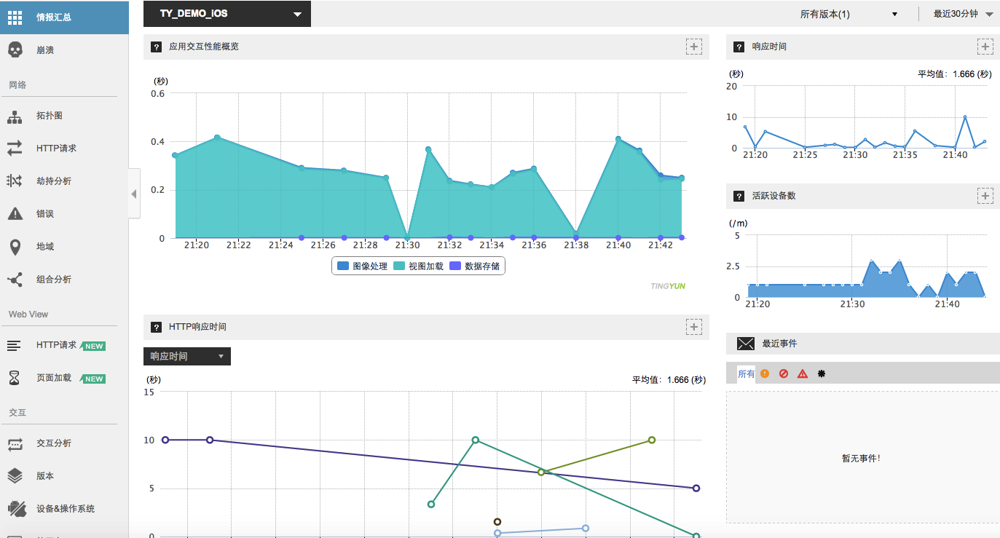 情报汇总
崩溃
网络
拓扑图
HTTP请求
劫持分析
错误
地域
组合分析
Web View
HTTP请求 NEW
页面加载 NEW
交互
交互分析
版本
设备&操作系统
TY_DEMO_iOS
所有版本(1)
最近30分钟
? 应用交互性能概览
(秒)
0.6
0.4
0.2
0
21:20 21:22 21:24 21:26 21:28 21:30 21:32 21:34 21:36 21:38 21:40 21:42
图像处理 视图加载 数据存储
TINGYUN
? HTTP响应时间
响应时间
(秒)
平均值：1.666 (秒)
15
10
5
0
? 响应时间
(秒)
平均值：1.666 (秒)
20
10
0
21:20 21:25 21:30 21:35 21:40
? 活跃设备数
(/m)
5
2.5
0
21:20 21:30 21:40
最近事件
所有
暂无事件!